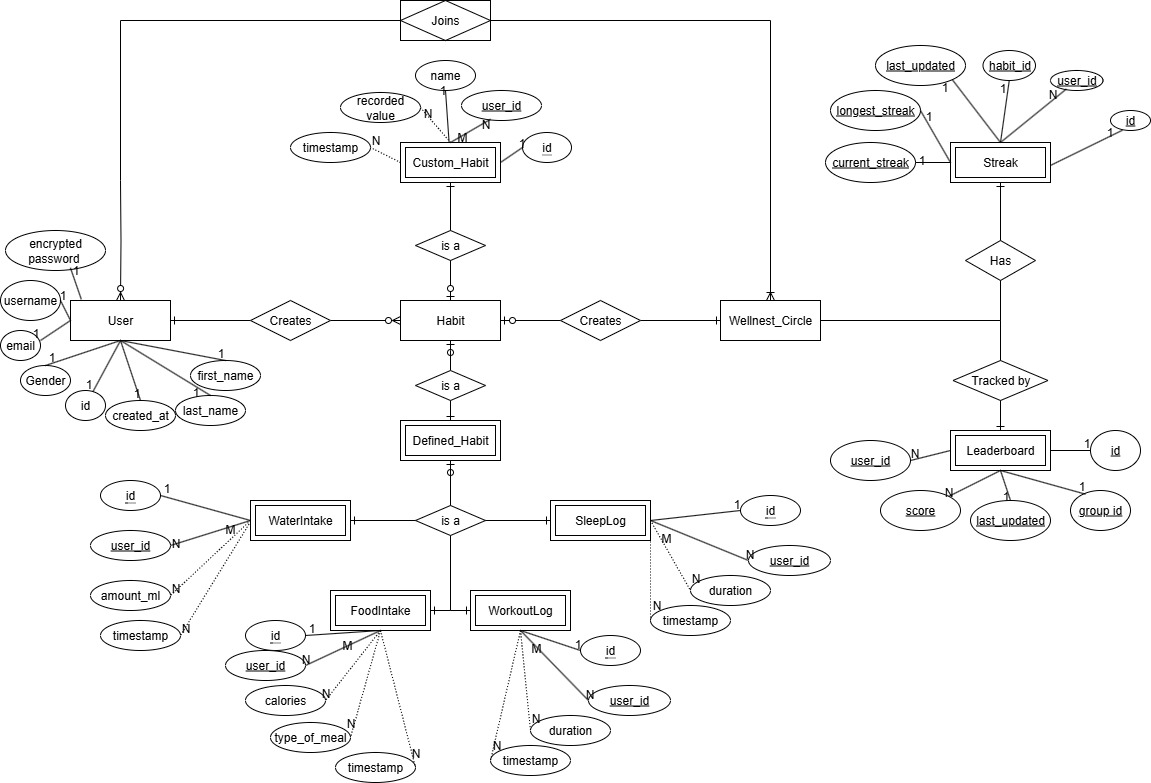 Joins
name
1
recorded
value
N
user_id
N
M
timestamp
N
id
1
Custom_Habit
last_updated
1
habit_id
1
user_id
N
longest_streak
1
id
1
current_streak
1
Streak
is a
Has
encrypted
password
1
username
1
email
1
User
Creates
Habit
Creates
Wellnest_Circle
Gender
1
id
1
created_at
1
last_name
1
first_name
1
is a
Tracked by
Defined_Habit
Leaderboard
user_id
N
id
1
score
N
last_updated
1
group id
1
id
1
user_id
N
M
amount_ml
N
timestamp
N
WaterIntake
is a
SleepLog
id
1
user_id
N
M
duration
N
timestamp
N
FoodIntake
WorkoutLog
id
1
user_id
N
M
calories
N
type_of_meal
N
timestamp
N
id
1
M
user_id
N
duration
N
timestamp
N